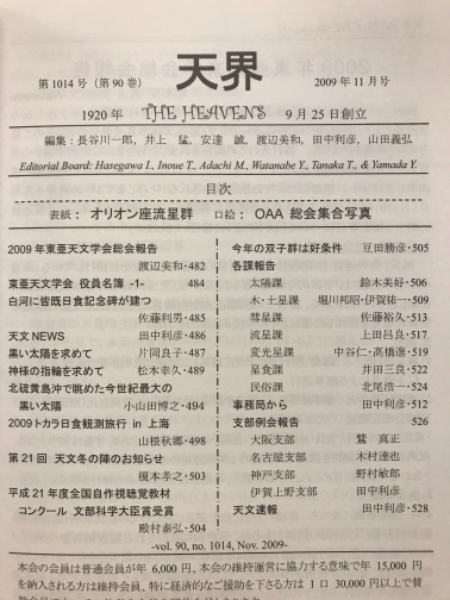 第1014号（第90巻） 天界 2009年11月号
1920年 THE HEAVENS 9月25日創立
編集：長谷川一郎，井上 猛，安達 誠，渡辺美和，田中利彦，山田義弘
Editorial Board: Hasegawa I., Inoue T., Adachi M., Watanabe Y., Tanaka T., & Yamada Y.
目次
表紙： オリオン座流星群 口絵： OAA 総会集合写真
2009年東亜天文学会総会報告
渡辺美和・482
東亜天文学会 役員名簿 -1- 484
白河に皆既日食記念碑が建つ
佐藤利男・485
天文NEWS 田中利彦・486
黒い太陽を求めて 片岡良子・487
神様の指輪を求めて 松本幸久・489
北硫黄島沖で眺めた今世紀最大の
黒い太陽 小山田博之・494
2009トカラ日食観測旅行 in 上海
山根秋郷・498
第21回 天文冬の陣のお知らせ
榎本孝之・503
平成21年度全国自作視聴覚教材
コンクール 文部科学大臣賞受賞
殿村泰弘・504
今年の双子群は好条件 豆田勝彦・505
各課報告
太陽課 鈴木美好・506
木・土星課 堀川邦昭・伊賀祐一・509
彗星課 佐藤裕久・513
流星課 上田昌良・517
変光星課 中谷仁・高橋進・519
星食課 井田三良・522
民俗課 北尾浩一・524
事務局から 田中利彦・512
支部例会報告 526
大阪支部 鷲 真正
名古屋支部 木村達也
神戸支部 野村敏郎
伊賀上野支部 田中利彦
天文速報 田中利彦・528
-vol. 90, no. 1014, Nov. 2009-
本会の会員は普通会員が年 6,000円，本会の維持運営に協力する意味で年 15,000円
を納入される方は維持会員，特に経済的なご援助を下さる方は1口 30,000円以上で賛